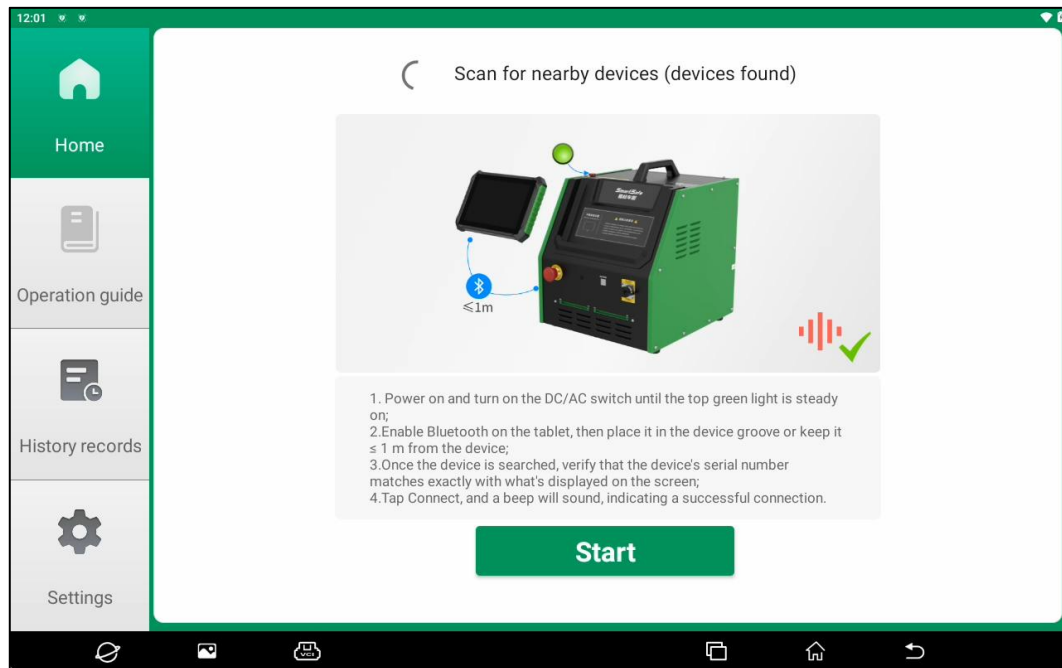 12:01
Scan for nearby devices (devices found)
Home
Operation guide
History records
Settings
SmartSafe
≤1m
1. Power on and turn on the DC/AC switch until the top green light is steady
on;
2.Enable Bluetooth on the tablet, then place it in the device groove or keep it
≤ 1 m from the device;
3.Once the device is searched, verify that the device's serial number
matches exactly with what's displayed on the screen;
4.Tap Connect, and a beep will sound, indicating a successful connection.
Start
VCI